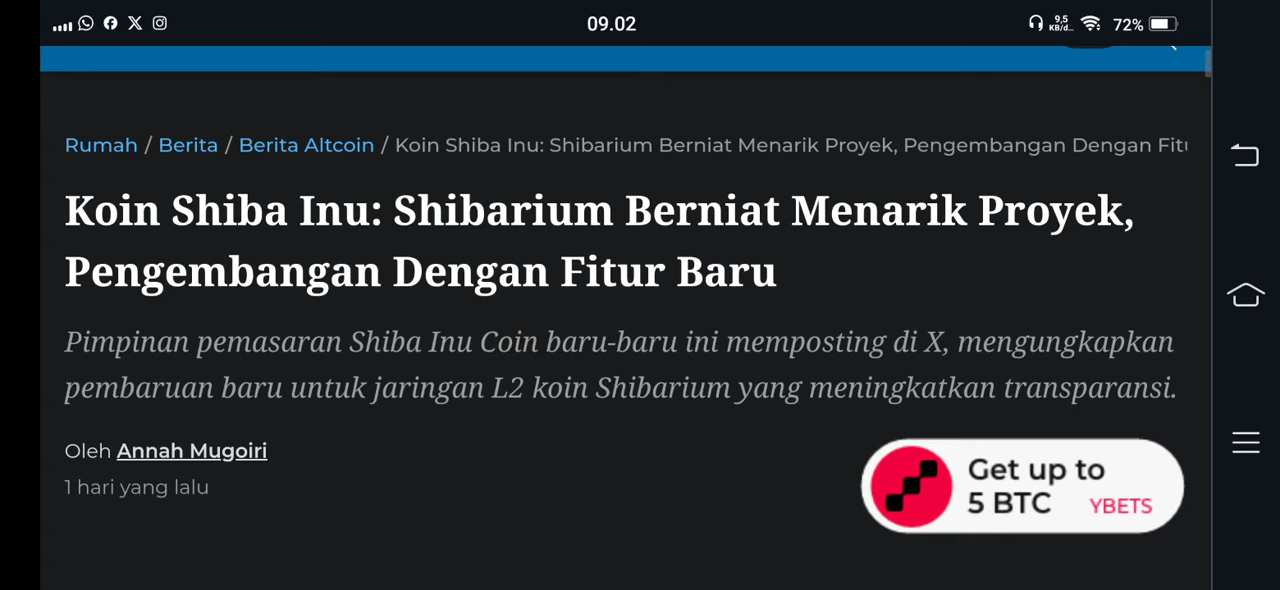 09.02
9,5
KB/d...
72%
Rumah / Berita / Berita Altcoin / Koin Shiba Inu: Shibarium Berniat Menarik Proyek, Pengembangan Dengan Fitu
Koin Shiba Inu: Shibarium Berniat Menarik Proyek,
Pengembangan Dengan Fitur Baru
Pimpinan pemasaran Shiba Inu Coin baru-baru ini memposting di X, mengungkapkan
pembaruan baru untuk jaringan L2 koin Shibarium yang meningkatkan transparansi.
Oleh Annah Mugoiri
1 hari yang lalu
Get up to
5 BTC YBETS